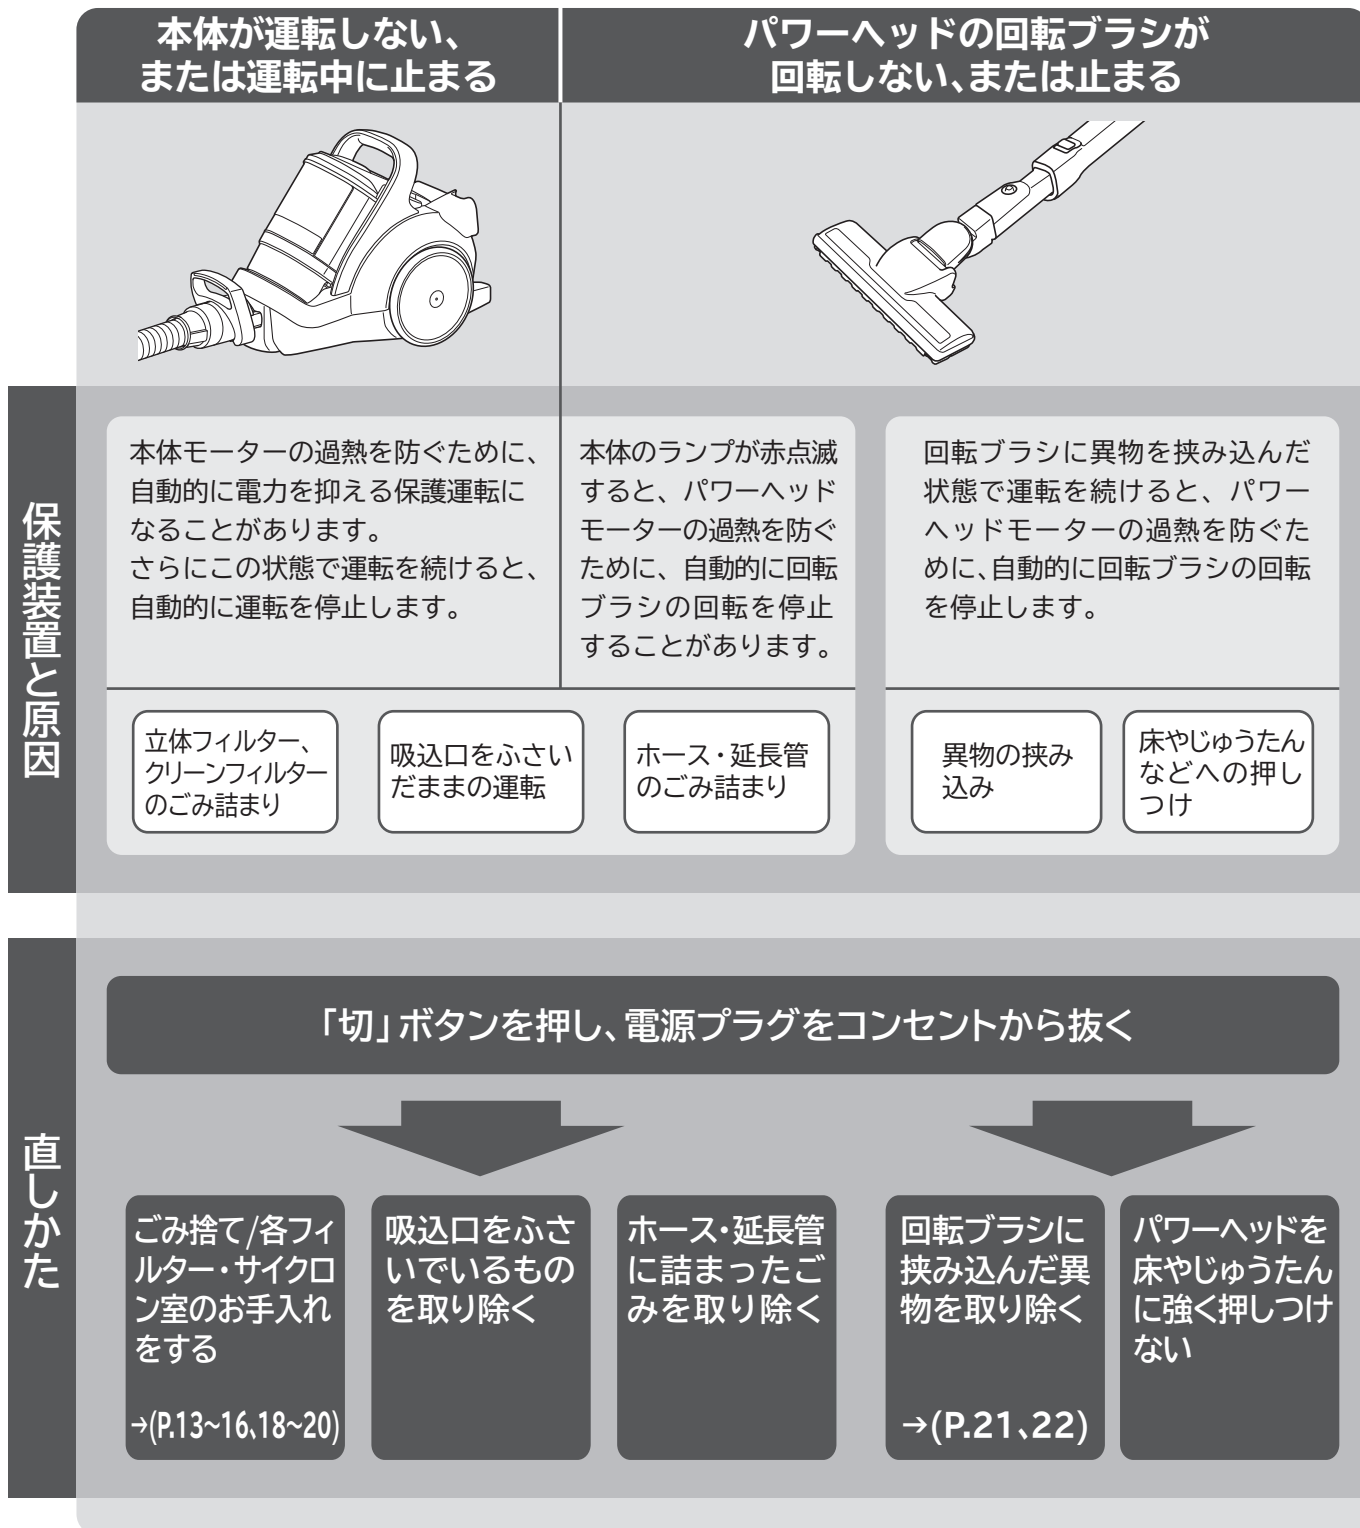 本体が運転しない、
または運転中に止まる
パワーヘッドの回転ブラシが
回転しない、または止まる
保護装置と原因
本体モーターの過熱を防ぐために、
自動的に電力を抑える保護運転に
なることがあります。
さらにこの状態で運転を続けると、
自動的に運転を停止します。
本体のランプが赤点滅
すると、パワーヘッド
モーターの過熱を防ぐ
ために、自動的に回転
ブラシの回転を停止
することがあります。
回転ブラシに異物を挟み込んだ
状態で運転を続けると、パワー
ヘッドモーターの過熱を防ぐた
めに、自動的に回転ブラシの回転
を停止します。
立体フィルター、
クリーンフィルター
のごみ詰まり
吸込口をふさい
だままの運転
ホース・延長管
のごみ詰まり
異物の挟み
込み
床やじゅうたん
などへの押し
つけ
直しかた
「切」ボタンを押し、電源プラグをコンセントから抜く
ごみ捨て/各フィ
ルター・サイクロ
ン室のお手入れ
をする
→(P.13~16、18~20)
吸込口をふさ
いでいるもの
を取り除く
ホース・延長管
に詰まったご
みを取り除く
回転ブラシに
挟み込んだ異
物を取り除く
→(P.21、22)
パワーヘッドを
床やじゅうたん
に強く押しつけ
ない